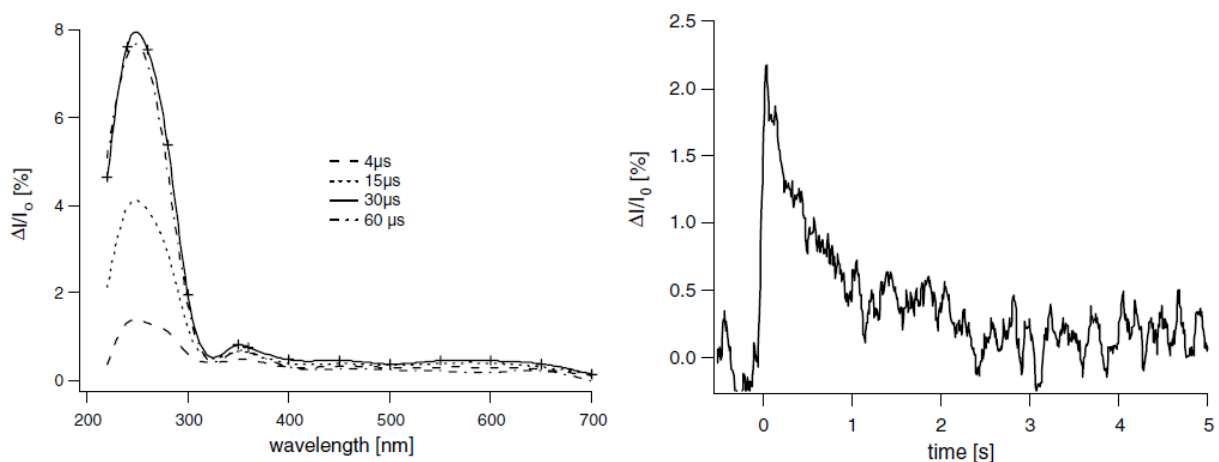 8
6
4
2
0
ΔI/Io [%]
4µs
15µs
30µs
60 µs
200 300 400 500 600 700
wavelength [nm]
2.5
2.0
1.5
1.0
0.5
0.0
ΔI/I0 [%]
0 1 2 3 4 5
time [s]